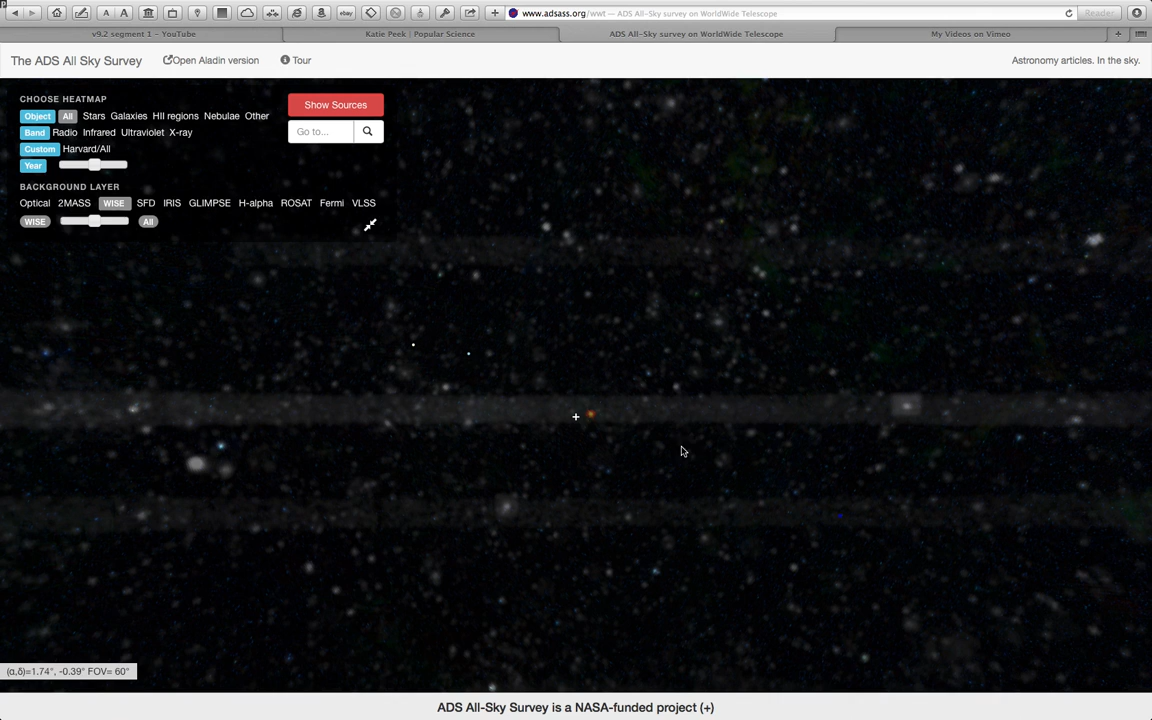 A A ebay www.adsass.org/wwt — ADS All-Sky survey on WorldWide Telescope Reader
v9.2 segment 1 – YouTube Katie Peek | Popular Science ADS All-Sky survey on WorldWide Telescope My Videos on Vimeo +
The ADS All Sky Survey Open Aladin version Tour Astronomy articles. In the sky.
CHOOSE HEATMAP
Show Sources
Object All Stars Galaxies HII regions Nebulae Other
Band Radio Infrared Ultraviolet X-ray
Go to...
Custom Harvard/All
Year
BACKGROUND LAYER
Optical 2MASS WISE SFD IRIS GLIMPSE H-alpha ROSAT Fermi VLSS
WISE All
(α,δ)=1.74°, -0.39° FOV= 60°
ADS All-Sky Survey is a NASA-funded project (+)